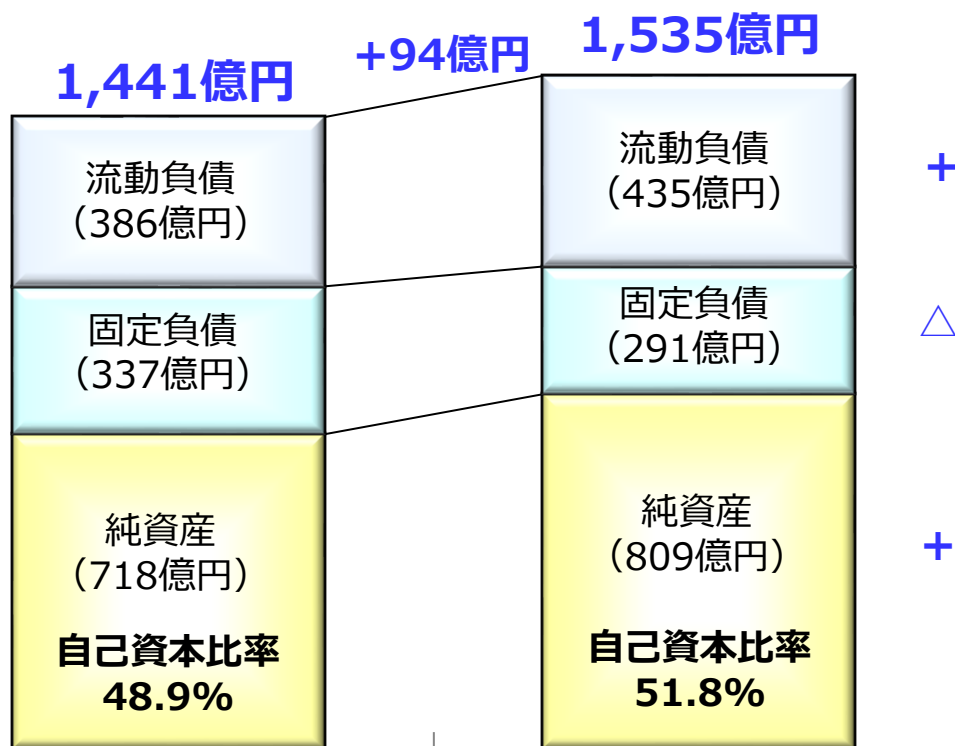 1,441億円
+94億円
1,535億円
流動負債
（386億円）
流動負債
（435億円）
+
固定負債
（337億円）
固定負債
（291億円）
△
純資産
（718億円）
自己資本比率
48.9%
純資産
（809億円）
自己資本比率
51.8%
+